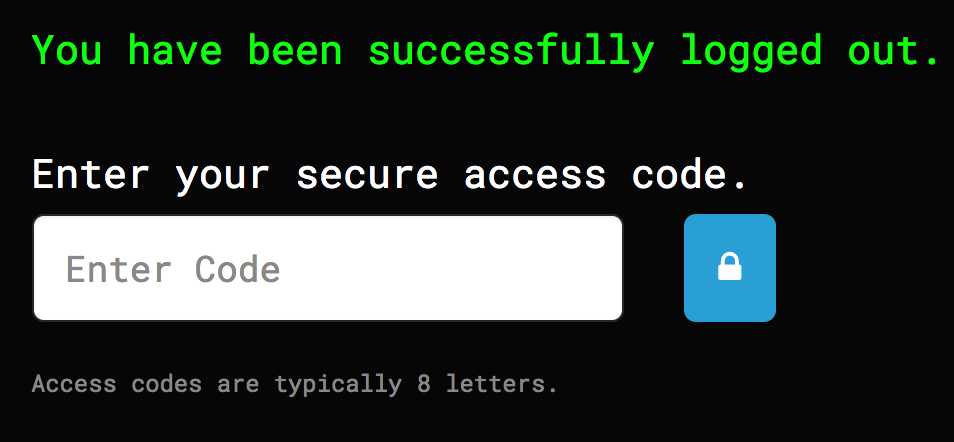 You have been successfully logged out.
Enter your secure access code.
Enter Code
Access codes are typically 8 letters.